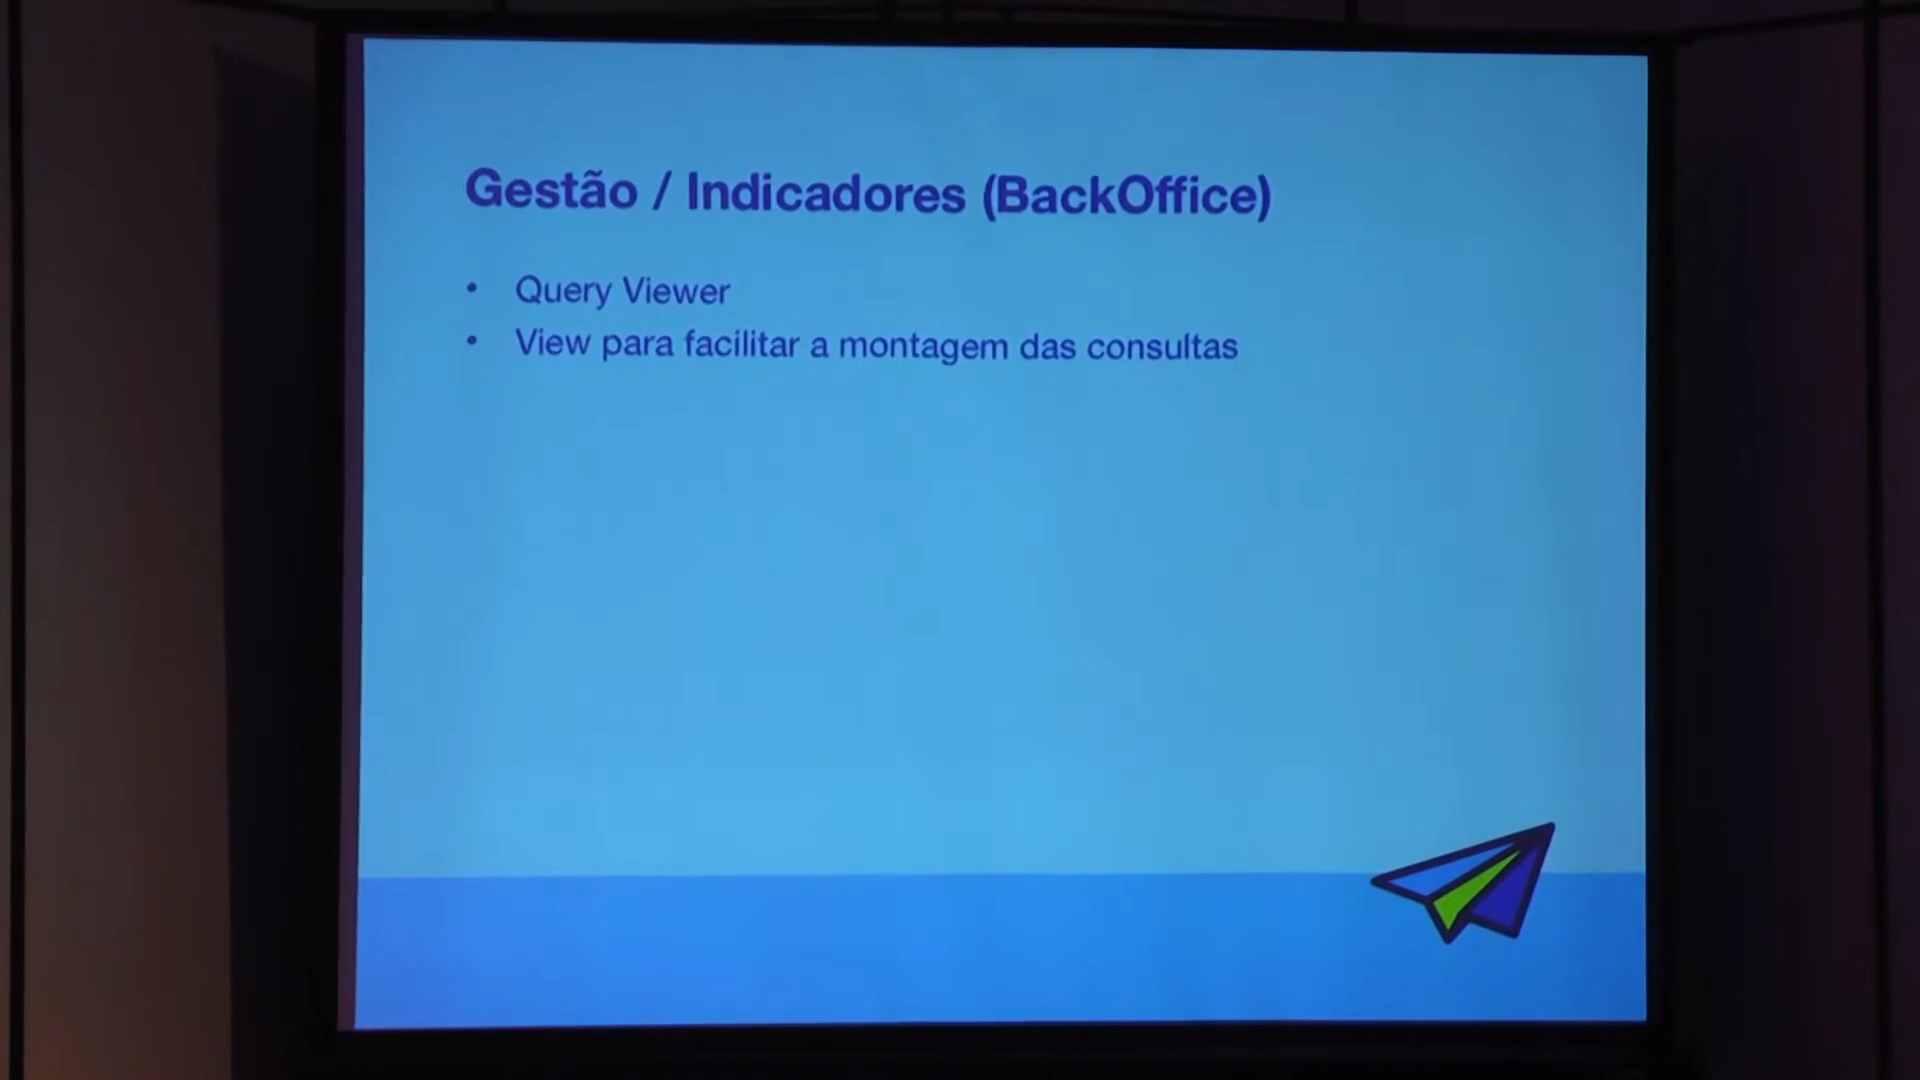 Gestão / Indicadores (BackOffice)
• Query Viewer
• View para facilitar a montagem das consultas